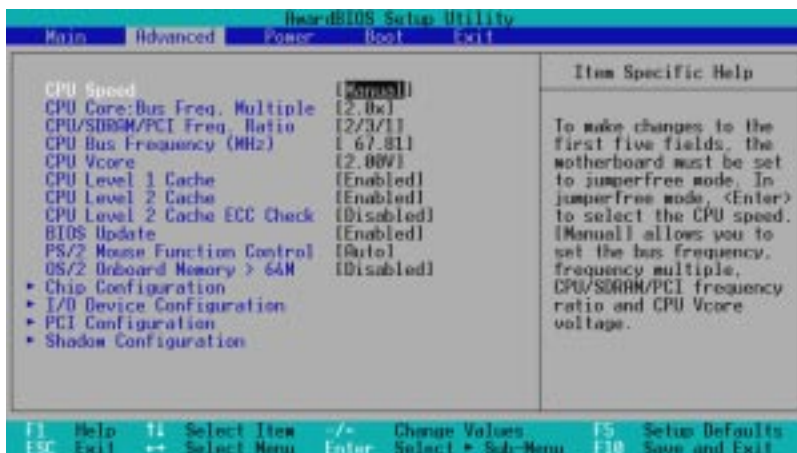 AwardBIOS Setup Utility
Main Advanced Power Boot Exit
CPU Speed [Manual]
CPU Core:Bus Freq. Multiple [2.0x]
CPU/SDRAM/PCI Freq. Ratio [2/3/1]
CPU Bus Frequency (MHz) [ 67.81]
CPU Vcore [2.00V]
CPU Level 1 Cache [Enabled]
CPU Level 2 Cache [Enabled]
CPU Level 2 Cache ECC Check [Disabled]
BIOS Update [Enabled]
PS/2 Mouse Function Control [Auto]
OS/2 Onboard Memory > 64M [Disabled]
Chip Configuration
I/O Device Configuration
PCI Configuration
Shadow Configuration
Item Specific Help
To make changes to the
first five fields, the
motherboard must be set
to jumperfree mode. In
jumperfree mode, <Enter>
to select the CPU speed.
[Manual] allows you to
set the bus frequency,
frequency multiple,
CPU/SDRAM/PCI frequency
ratio and CPU Vcore
voltage.
F1 Help ↑↓ Select Item -/+ Change Values F5 Setup Defaults
ESC Exit ←→ Select Menu Enter Select ► Sub-Menu F10 Save and Exit